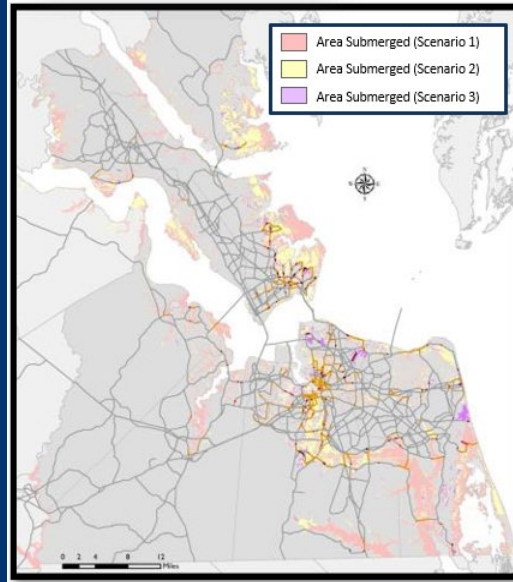 Area Submerged (Scenario 1)
Area Submerged (Scenario 2)
Area Submerged (Scenario 3)
N
S
0 2 4 8 12
Miles